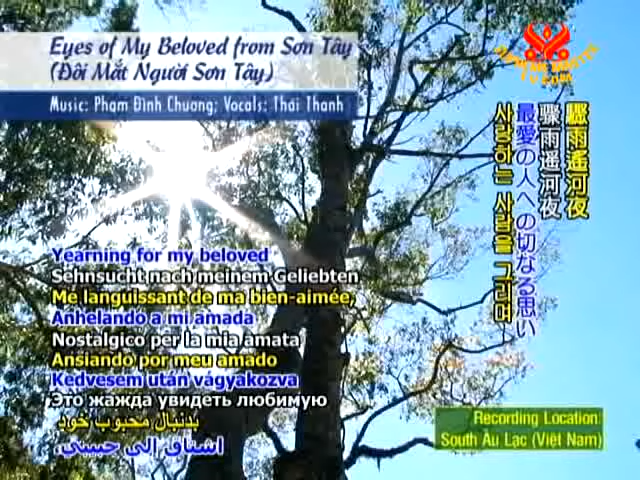 Eyes of My Beloved from Sơn Tây
(Đôi Mắt Người Sơn Tây)
Music: Phạm Đình Chương; Vocals: Thái Thanh
SUPREME MASTER
TV.COM
驟雨遙河夜
骤雨遥河夜
最愛の人への切なる思い
사랑하는 사람을 그리며
Yearning for my beloved
Sehnsucht nach meinem Geliebten
Me languissant de ma bien-aimée,
Anhelando a mi amada
Nostalgico per la mia amata
Ansiando por meu amado
Kedvesem után vágyakozva
Это жажда увидеть любимую
بدنبال محبوب خود
اشتاق إلى حبيبتي،
Recording Location:
South Âu Lạc (Việt Nam)